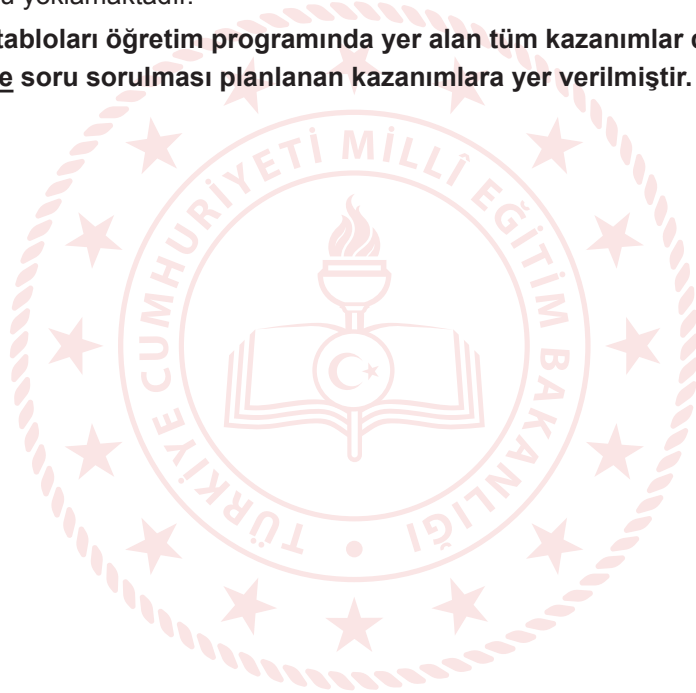 yoklamaktadır.
tabloları öğretim programında yer alan tüm kazanımlar
soru sorulması planlanan kazanımlara yer verilmiştir.
TÜRKİYE CUMHURİYETİ MİLLÎ EĞİTİM BAKANLIĞI